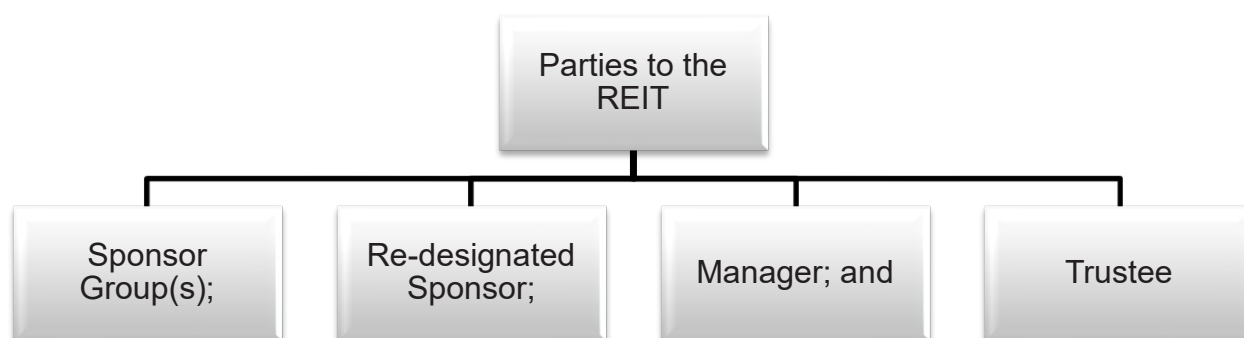 Parties to the
REIT
Sponsor
Group(s);
Re-designated
Sponsor;
Manager; and
Trustee